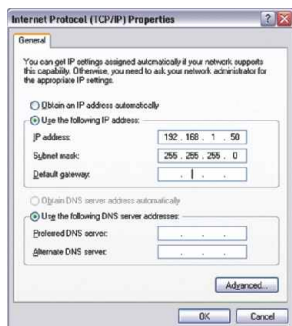 Internet Protocol (TCP/IP) Properties
General
You can get IP settings assigned automatically if your network supports
this capability. Otherwise, you need to ask your network administrator for
the appropriate IP settings.
Obtain an IP address automatically
Use the following IP address:
IP address: 192 . 168 . 1 . 50
Subnet mask: 255 . 255 . 255 . 0
Default gateway: . . .
Obtain DNS server address automatically
Use the following DNS server addresses:
Preferred DNS server: . . .
Alternate DNS server: . . .
Advanced...
OK Cancel